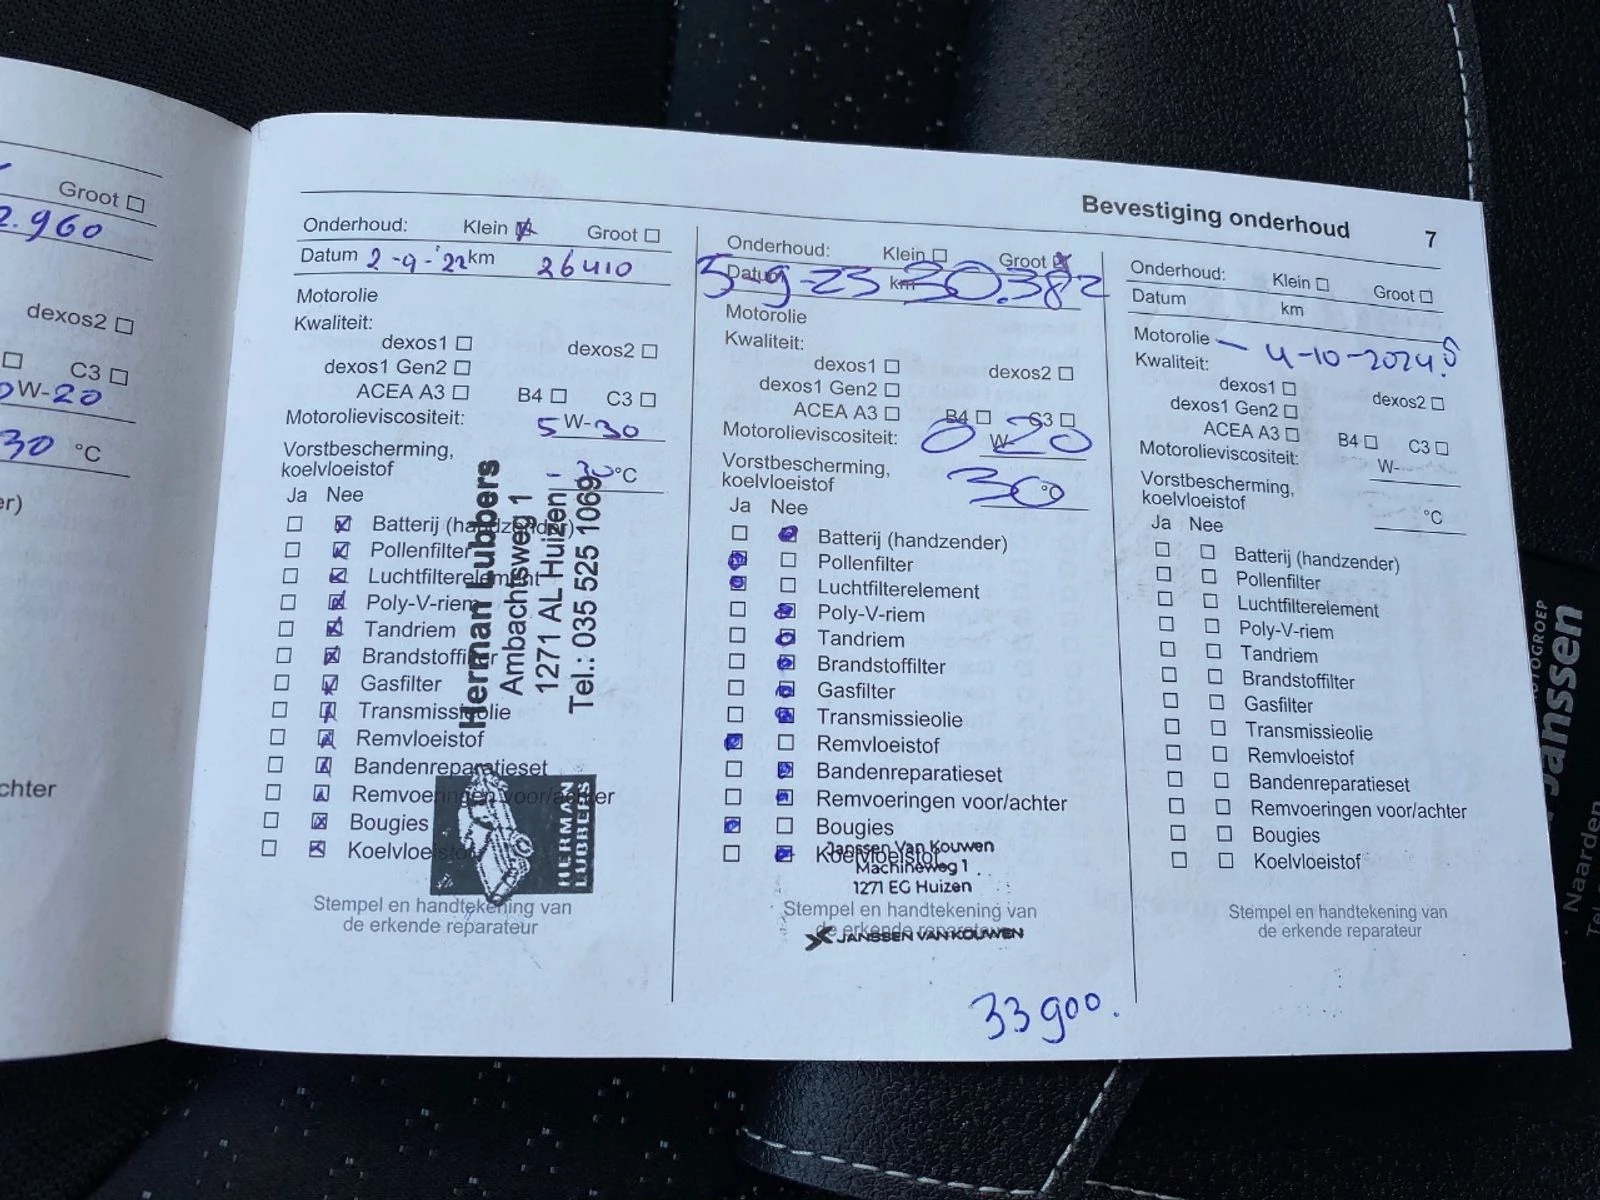 Groot
2.960
dexos2
C3
W-20
30 °C
er)
chter
Bevestiging onderhoud 7
Onderhoud: Klein Groot
Datum 2-9-'22 km 26410
Motorolie
Kwaliteit:
dexos1 dexos2
dexos1 Gen2
ACEA A3 B4 C3
Motorolieviscositeit: 5 W-30
Vorstbescherming,
koelvloeistof -30 °C
Ja Nee
Batterij (handzender)
Pollenfilter
Luchtfilterelement
Poly-V-riem
Tandriem
Brandstoffilter
Gasfilter
Transmissieolie
Remvloeistof
Bandenreparatieset
Remvoeringen voor/achter
Bougies
Koelvloeistof
Herman Lubbers
Ambachtsweg 1
1271 AL Huizen
Tel.: 035 525 1069
HERMAN
LUBBERS
Stempel en handtekening van
de erkende reparateur
Onderhoud: Klein Groot
Datum 5-9-23 km 30.382
Motorolie
Kwaliteit:
dexos1 dexos2
dexos1 Gen2
ACEA A3 B4 C3
Motorolieviscositeit: 0 W 20
Vorstbescherming,
koelvloeistof 30 °C
Ja Nee
Batterij (handzender)
Pollenfilter
Luchtfilterelement
Poly-V-riem
Tandriem
Brandstoffilter
Gasfilter
Transmissieolie
Remvloeistof
Bandenreparatieset
Remvoeringen voor/achter
Bougies
Koelvloeistof
Janssen Van Kouwen
Machineweg 1
1271 EG Huizen
Stempel en handtekening van
de erkende reparateur
JANSSEN VAN KOUWEN
33900.
Onderhoud: Klein Groot
Datum km
Motorolie - 4-10-2024
Kwaliteit:
dexos1 dexos2
dexos1 Gen2
ACEA A3 B4 C3
Motorolieviscositeit: W-
Vorstbescherming,
koelvloeistof °C
Ja Nee
Batterij (handzender)
Pollenfilter
Luchtfilterelement
Poly-V-riem
Tandriem
Brandstoffilter
Gasfilter
Transmissieolie
Remvloeistof
Bandenreparatieset
Remvoeringen voor/achter
Bougies
Koelvloeistof
Stempel en handtekening van
de erkende reparateur
Janssen
Naarden